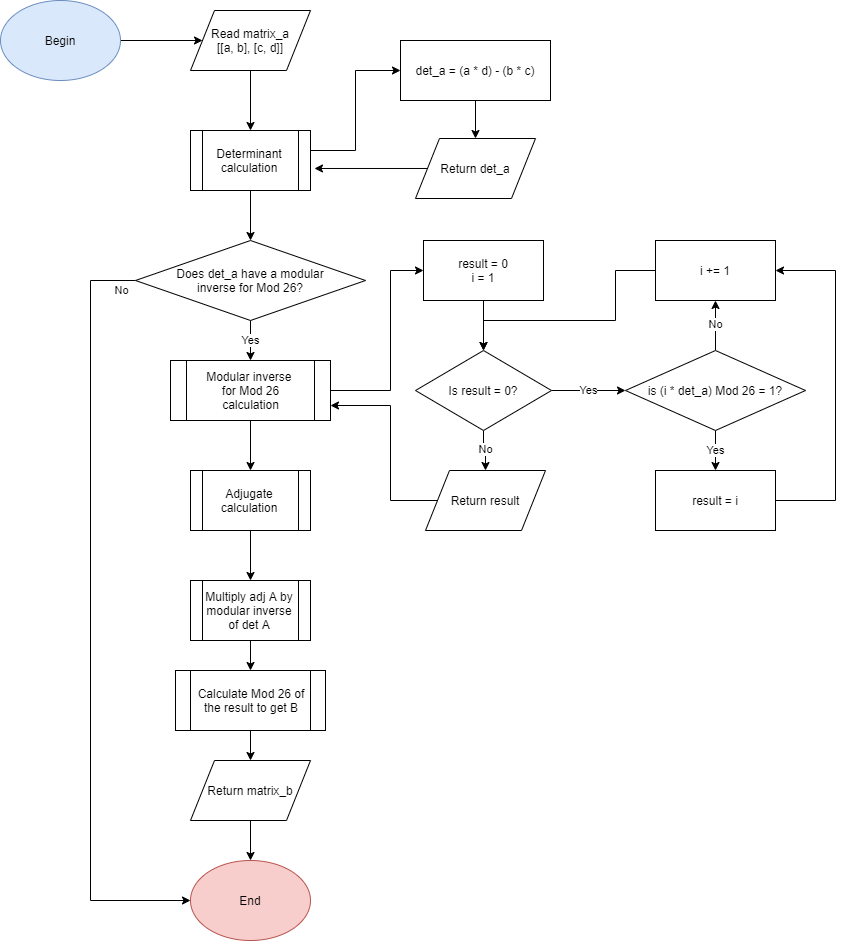 Begin
Read matrix_a
[[a, b], [c, d]]
det_a = (a * d) - (b * c)
Determinant
calculation
Return det_a
Does det_a have a modular
inverse for Mod 26?
No
Yes
result = 0
i = 1
i += 1
No
Modular inverse
for Mod 26
calculation
Is result = 0?
Yes
is (i * det_a) Mod 26 = 1?
No
Yes
Adjugate
calculation
Return result
result = i
Multiply adj A by
modular inverse
of det A
Calculate Mod 26 of
the result to get B
Return matrix_b
End